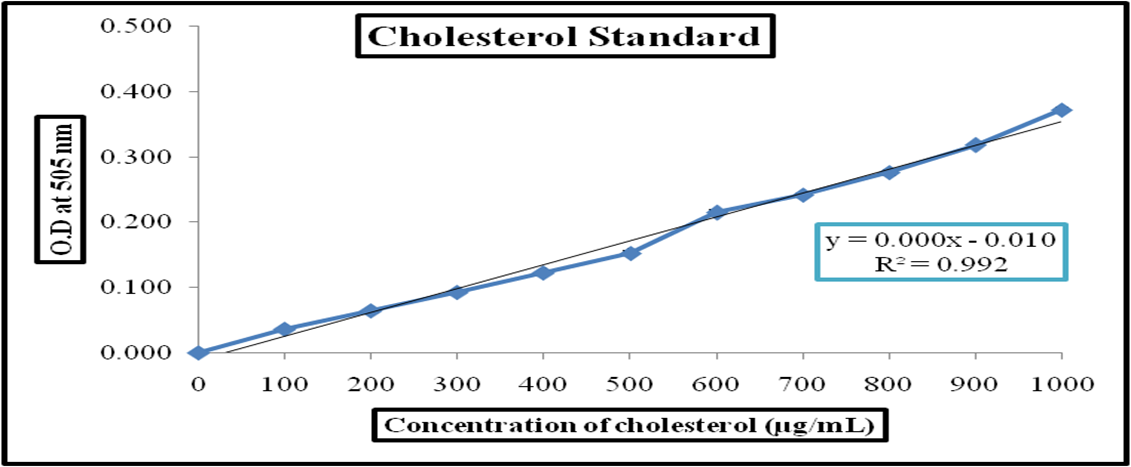 Cholesterol Standard
0.500
0.400
0.300
0.200
0.100
0.000
O.D at 505 nm
y = 0.000x - 0.010
R² = 0.992
0 100 200 300 400 500 600 700 800 900 1000
Concentration of cholesterol (µg/mL)